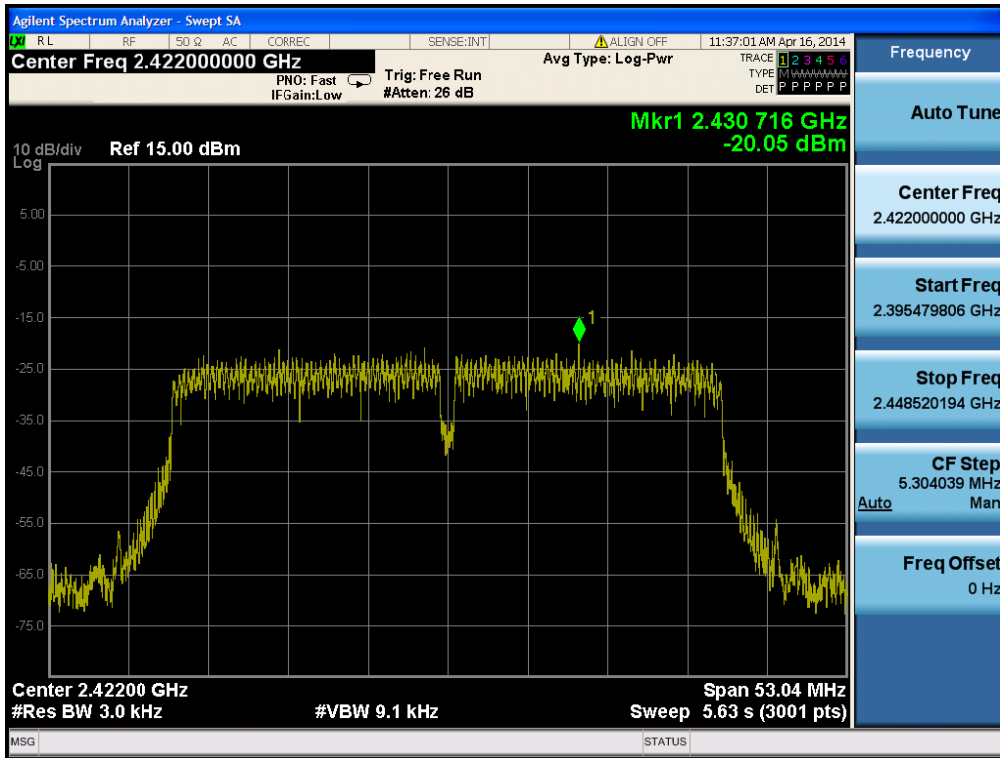 Agilent Spectrum Analyzer - Swept SA
LXI RL RF 50 Ω AC CORREC SENSE:INT ALIGN OFF 11:37:01 AM Apr 16, 2014
Center Freq 2.422000000 GHz
PNO: Fast
IFGain:Low
Trig: Free Run
#Atten: 26 dB
Avg Type: Log-Pwr
TRACE 1 2 3 4 5 6
TYPE M
DET P P P P P P
Mkr1 2.430 716 GHz
-20.05 dBm
10 dB/div
Log
Ref 15.00 dBm
5.00
-5.00
-15.0
-25.0
-35.0
-45.0
-55.0
-65.0
-75.0
1
Center 2.42200 GHz
Span 53.04 MHz
#Res BW 3.0 kHz
#VBW 9.1 kHz
Sweep 5.63 s (3001 pts)
MSG
STATUS
Frequency
Auto Tune
Center Freq
2.422000000 GHz
Start Freq
2.395479806 GHz
Stop Freq
2.448520194 GHz
CF Step
5.304039 MHz
Auto Man
Freq Offset
0 Hz